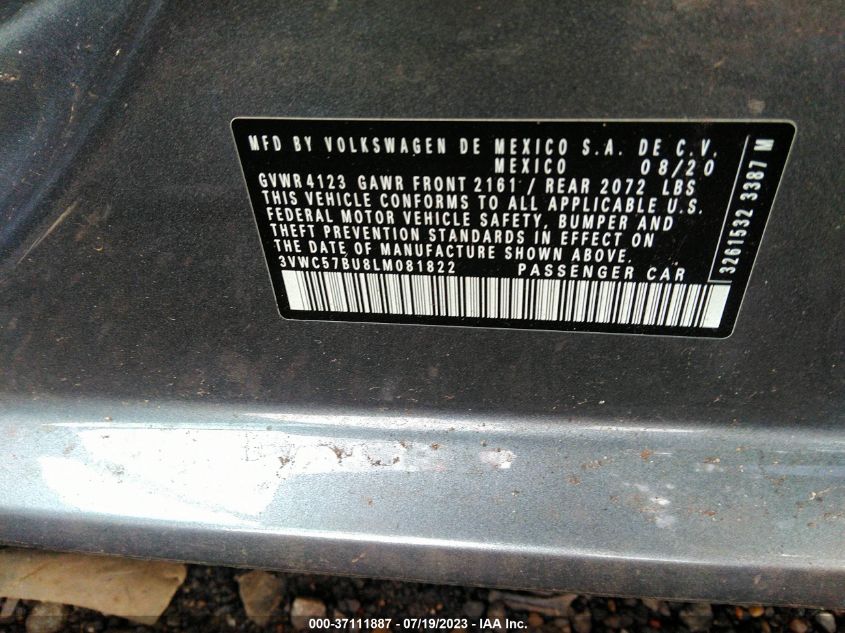 MFD BY VOLKSWAGEN DE MEXICO S.A. DE C.V.
MEXICO 08/20
GVWR 4123 GAWR FRONT 2161 / REAR 2072 LBS
THIS VEHICLE CONFORMS TO ALL APPLICABLE U.S.
FEDERAL MOTOR VEHICLE SAFETY, BUMPER AND
THEFT PREVENTION STANDARDS IN EFFECT ON
THE DATE OF MANUFACTURE SHOWN ABOVE.
3VWC57BU8LM081822 PASSENGER CAR
3261532 3387 M
000-37111887 / 07/19/2023 / IAA Inc.